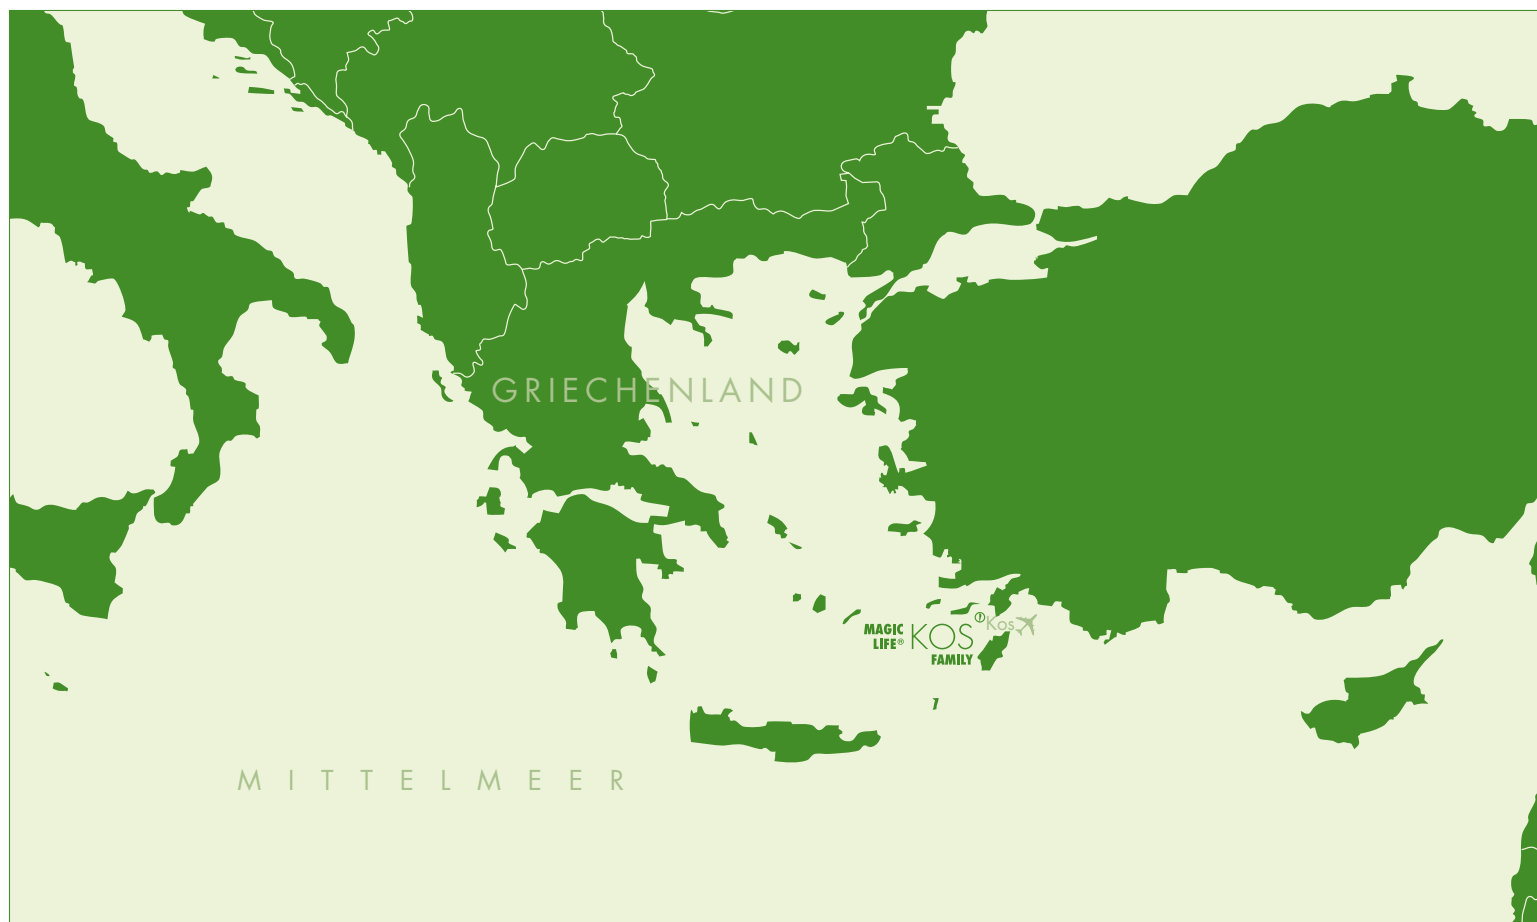 GRIECHENLAND
MAGIC
LIFE®
KOS
FAMILY
Kos
MITTELMEER